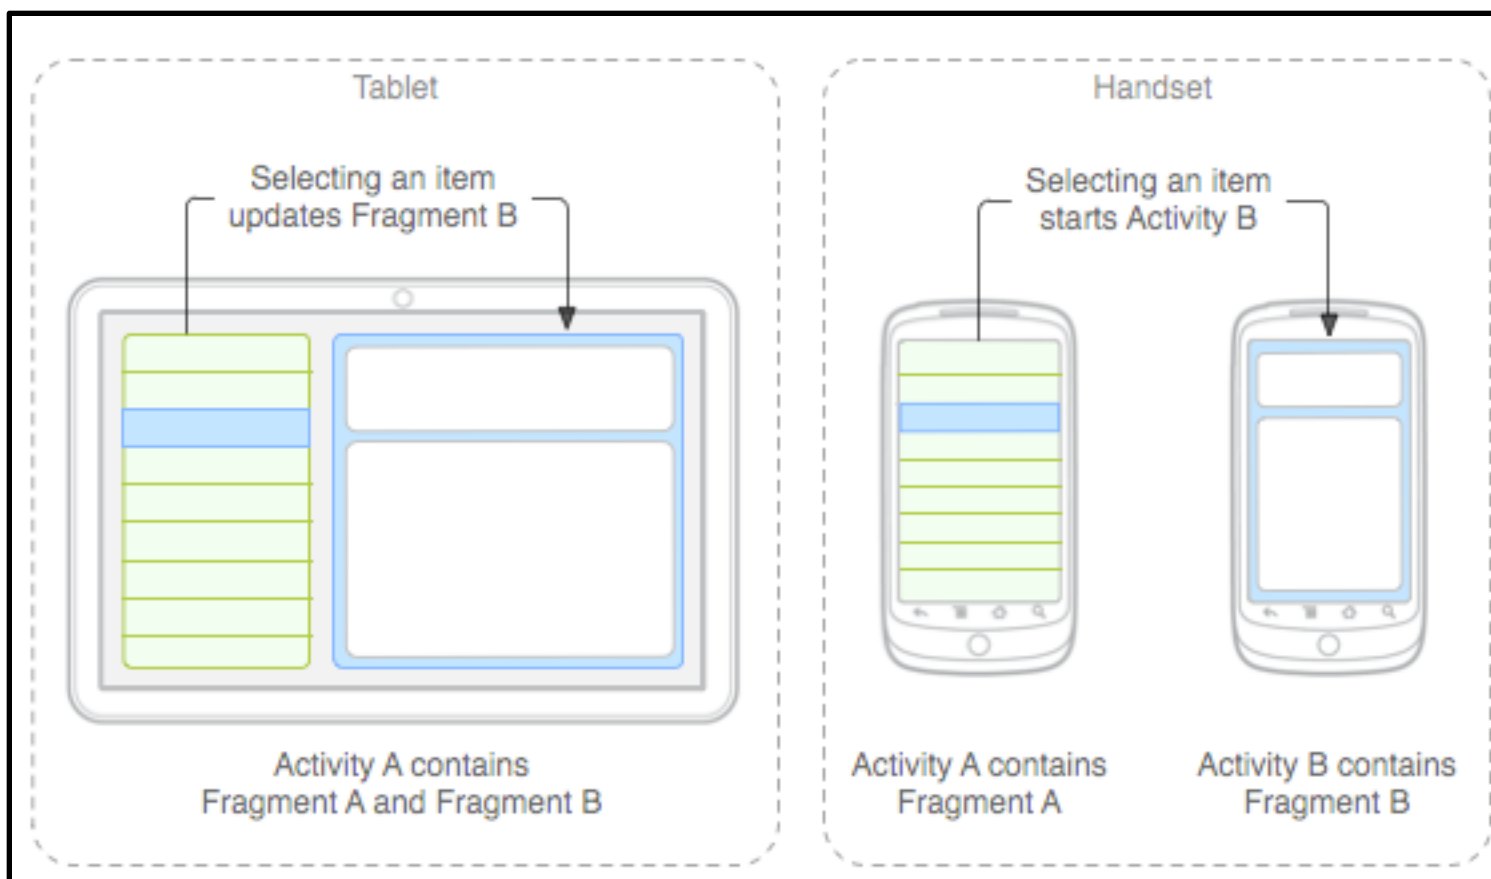 Tablet
Selecting an item
updates Fragment B
Activity A contains
Fragment A and Fragment B
Handset
Selecting an item
starts Activity B
Activity A contains
Fragment A
Activity B contains
Fragment B